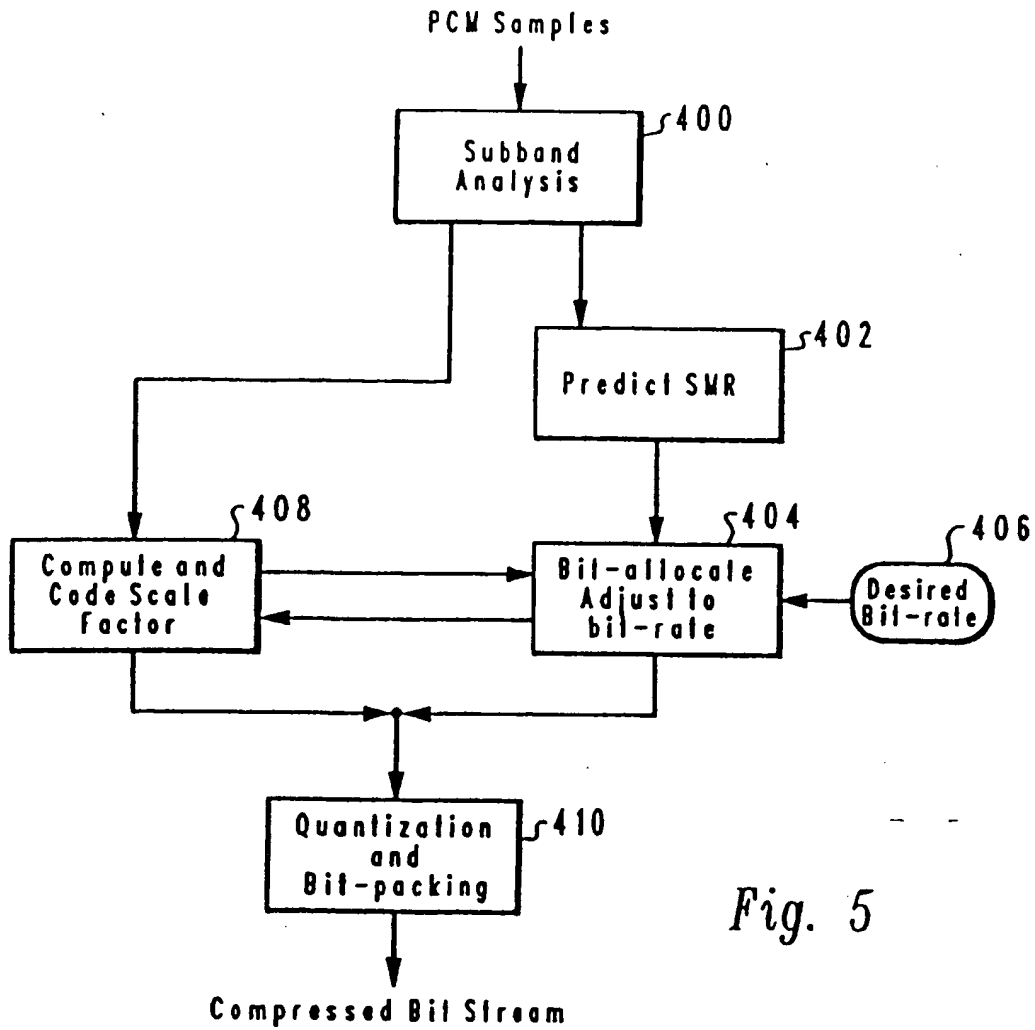 PCM Samples
400
Subband
Analysis
402
Predict SMR
408
Compute and
Code Scale
Factor
404
Bit-allocate
Adjust to
bit-rate
406
Desired
Bit-rate
Quantization
and
Bit-packing
410
Fig. 5
Compressed Bit Stream